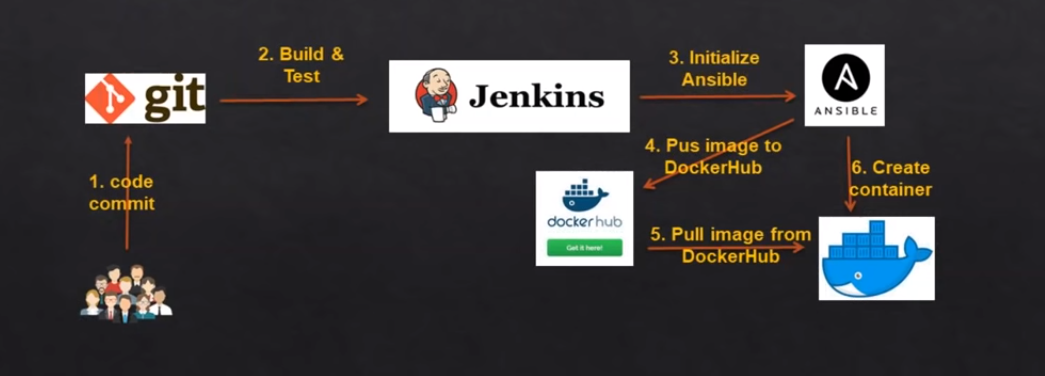 2. Build &
Test
3. Initialize
Ansible
git
Jenkins
ANSIBLE
4. Pus image to
DockerHub
6. Create
container
1. code
commit
docker hub
Get it here!
5. Pull image from
DockerHub